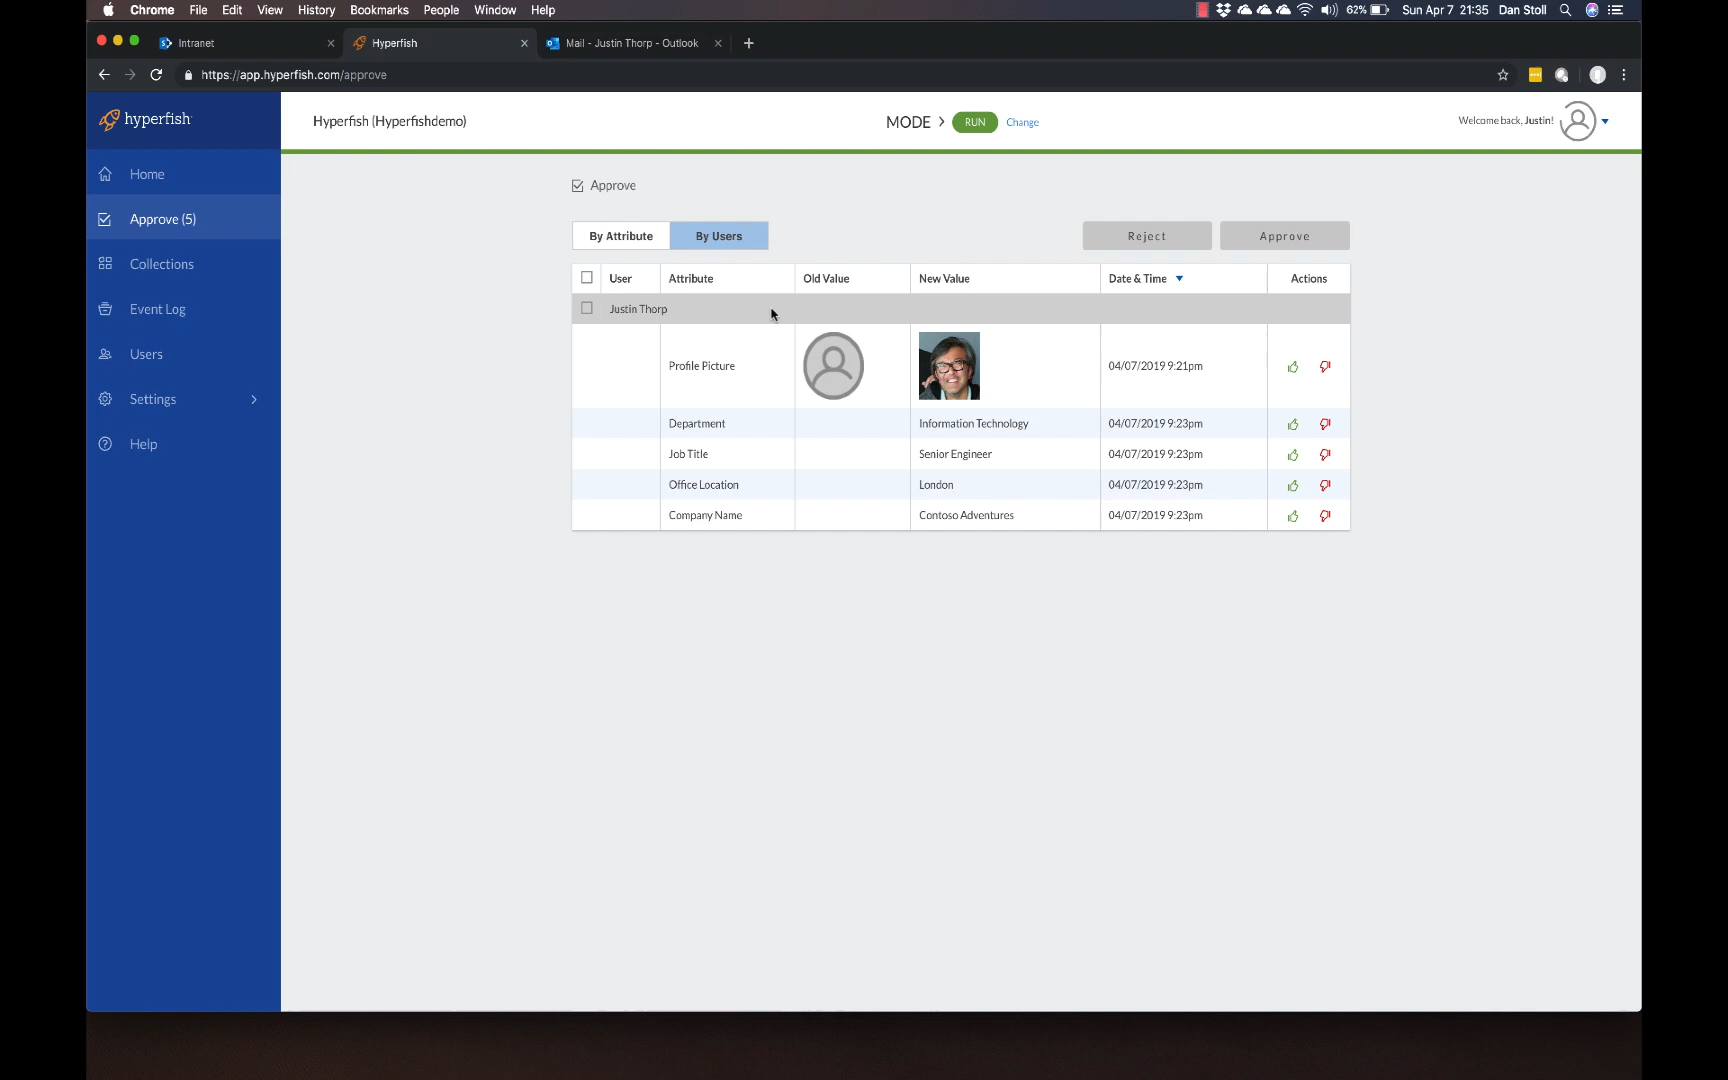 Chrome File Edit View History Bookmarks People Window Help 62% Sun Apr 7 21:35 Dan Stoll
Intranet Hyperfish Mail - Justin Thorp - Outlook
https://app.hyperfish.com/approve
hyperfish Hyperfish (Hyperfishdemo) MODE > RUN Change Welcome back, Justin!
Home
Approve (5)
Collections
Event Log
Users
Settings
Help
Approve
By Attribute By Users Reject Approve
User Attribute Old Value New Value Date & Time Actions
Justin Thorp
Profile Picture 04/07/2019 9:21pm
Department Information Technology 04/07/2019 9:23pm
Job Title Senior Engineer 04/07/2019 9:23pm
Office Location London 04/07/2019 9:23pm
Company Name Contoso Adventures 04/07/2019 9:23pm